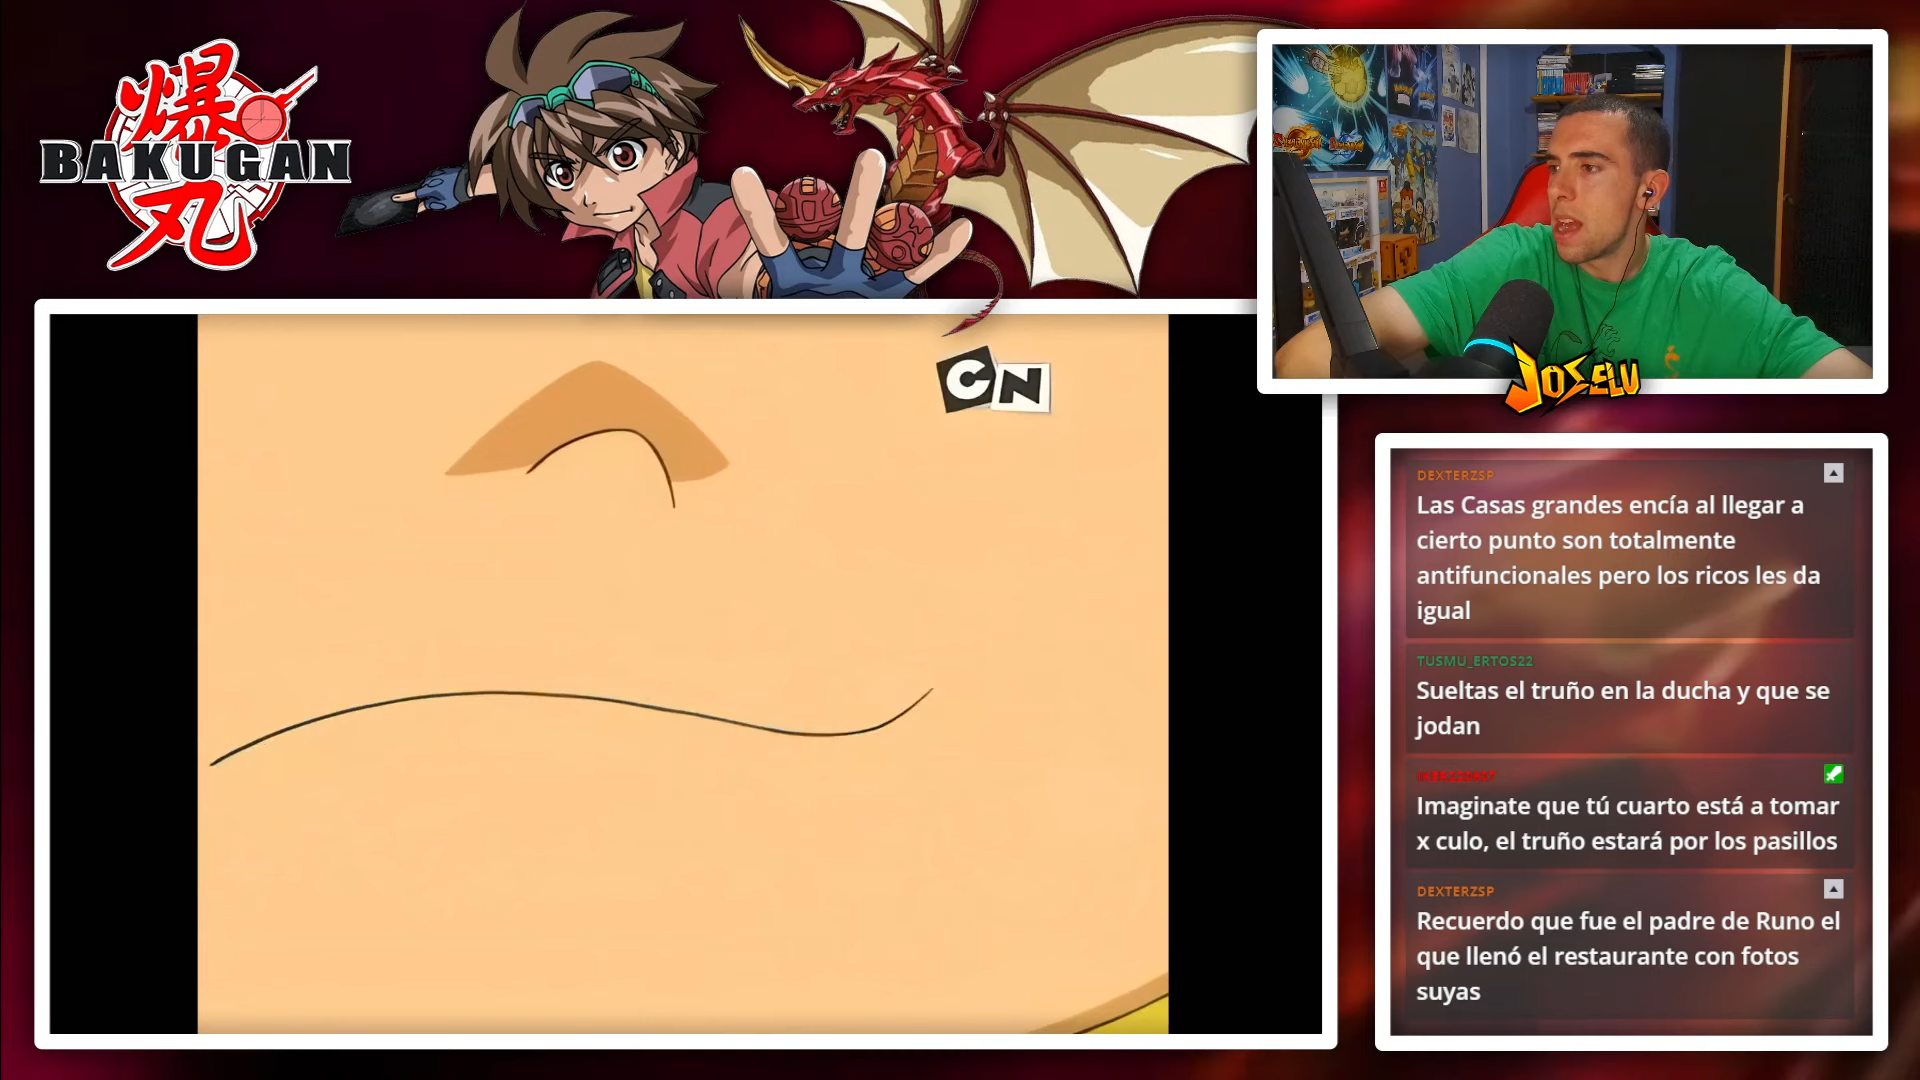 爆
BAKUGAN
丸
CN
JOSELU
DEXTERZSP
Las Casas grandes encía al llegar a
cierto punto son totalmente
antifuncionales pero los ricos les da
igual
TUSMU_ERTOS22
Sueltas el truño en la ducha y que se
jodan
Imaginate que tú cuarto está a tomar
x culo, el truño estará por los pasillos
DEXTERZSP
Recuerdo que fue el padre de Runo el
que llenó el restaurante con fotos
suyas